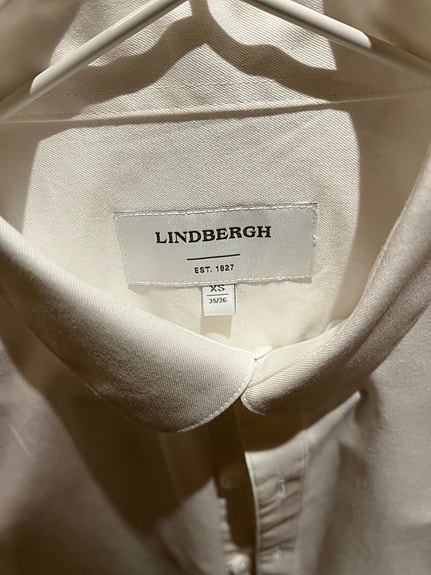 LINDBERGH
EST. 1927
XS
35/36